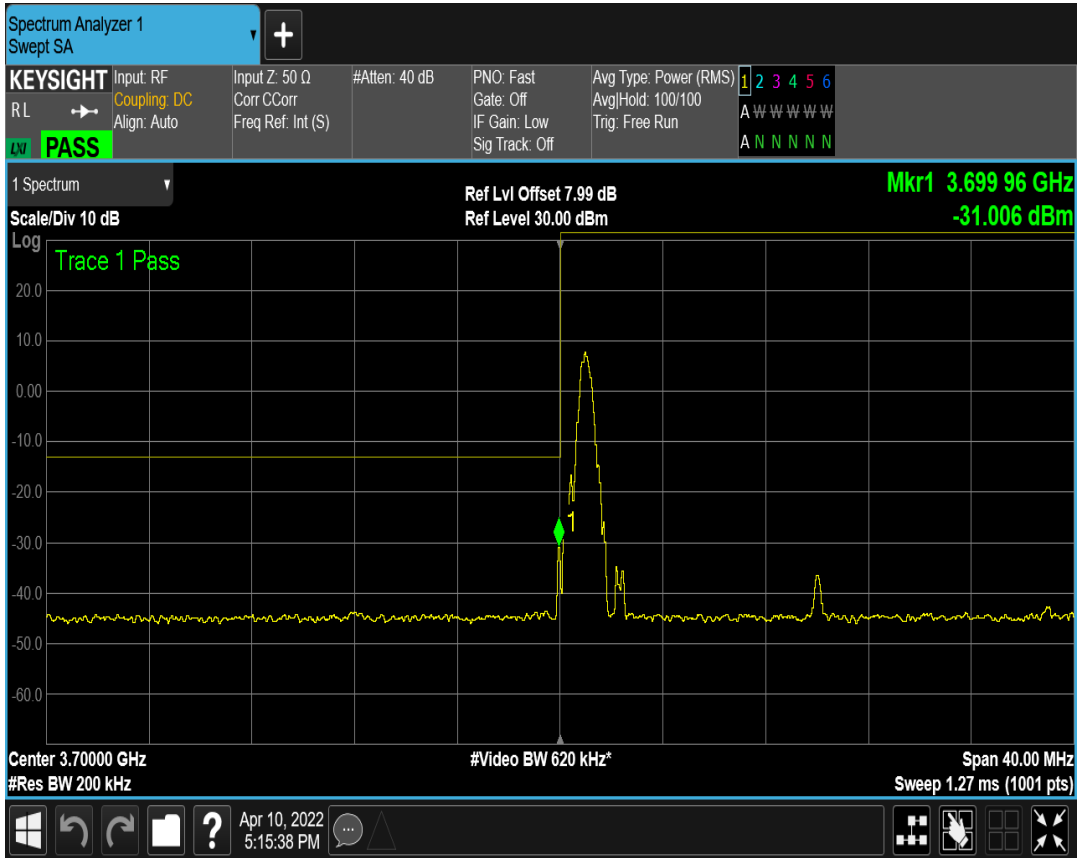 Spectrum Analyzer 1
Swept SA
+
KEYSIGHT
R L
LXI PASS
Input: RF
Coupling: DC
Align: Auto
Input Z: 50 Ω
Corr CCorr
Freq Ref: Int (S)
#Atten: 40 dB
PNO: Fast
Gate: Off
IF Gain: Low
Sig Track: Off
Avg Type: Power (RMS)
Avg|Hold: 100/100
Trig: Free Run
1 2 3 4 5 6
A W W W W W
A N N N N N
1 Spectrum
Scale/Div 10 dB
Ref Lvl Offset 7.99 dB
Ref Level 30.00 dBm
Mkr1 3.699 96 GHz
-31.006 dBm
Log
Trace 1 Pass
20.0
10.0
0.00
-10.0
-20.0
1
-30.0
-40.0
-50.0
-60.0
Center 3.70000 GHz
#Video BW 620 kHz*
Span 40.00 MHz
#Res BW 200 kHz
Sweep 1.27 ms (1001 pts)
?
Apr 10, 2022
5:15:38 PM